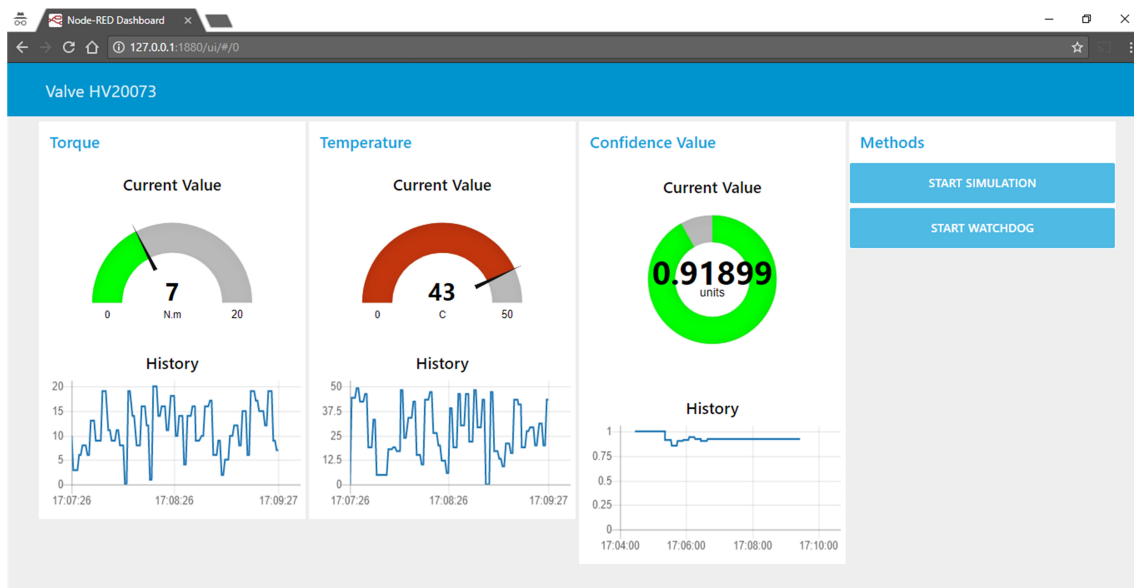 Node-RED Dashboard
127.0.0.1:1880/ui/#/0
Valve HV20073
Torque
Current Value
7
0 N.m 20
History
20
15
10
5
0
17:07:26 17:08:26 17:09:27
Temperature
Current Value
43
0 C 50
History
50
37.5
25
12.5
0
17:07:26 17:08:26 17:09:27
Confidence Value
Current Value
0.91899
units
History
1
0.75
0.5
0.25
0
17:04:00 17:06:00 17:08:00 17:10:00
Methods
START SIMULATION
START WATCHDOG